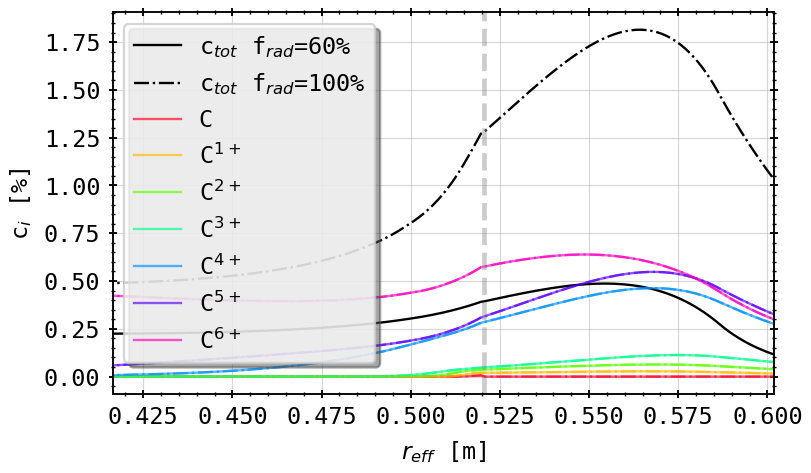 1.75
1.50
1.25
1.00
0.75
0.50
0.25
0.00
c_i [%]
c_tot f_rad=60%
c_tot f_rad=100%
C
C^1+
C^2+
C^3+
C^4+
C^5+
C^6+
0.425 0.450 0.475 0.500 0.525 0.550 0.575 0.600
r_eff [m]